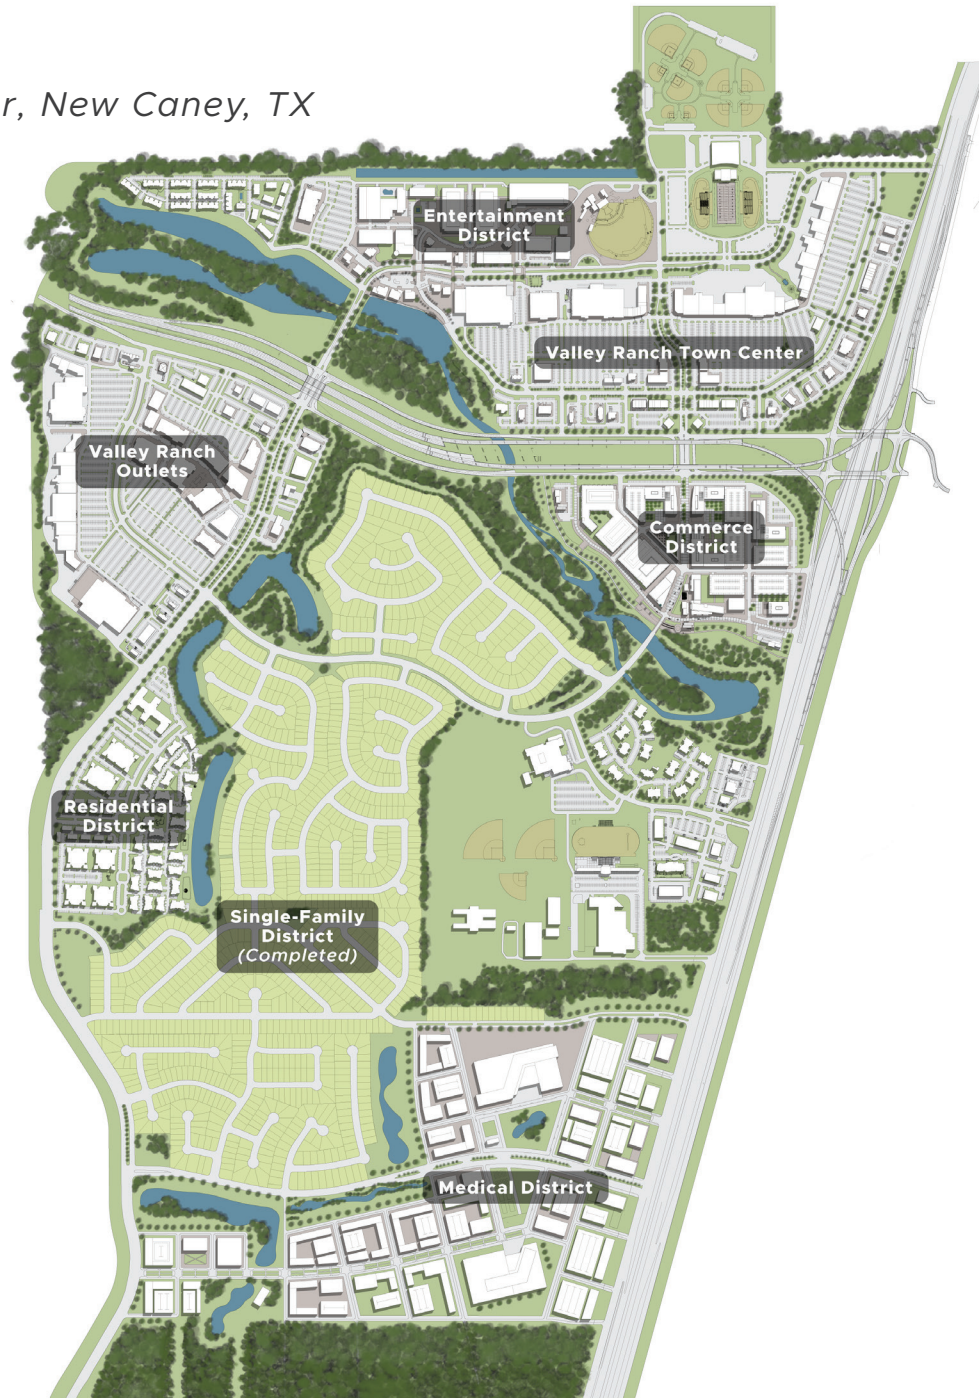 r, New Caney, TX
Entertainment
District
Valley Ranch Town Center
Valley Ranch
Outlets
Commerce
District
Residential
District
Single-Family
District
(Completed)
Medical District